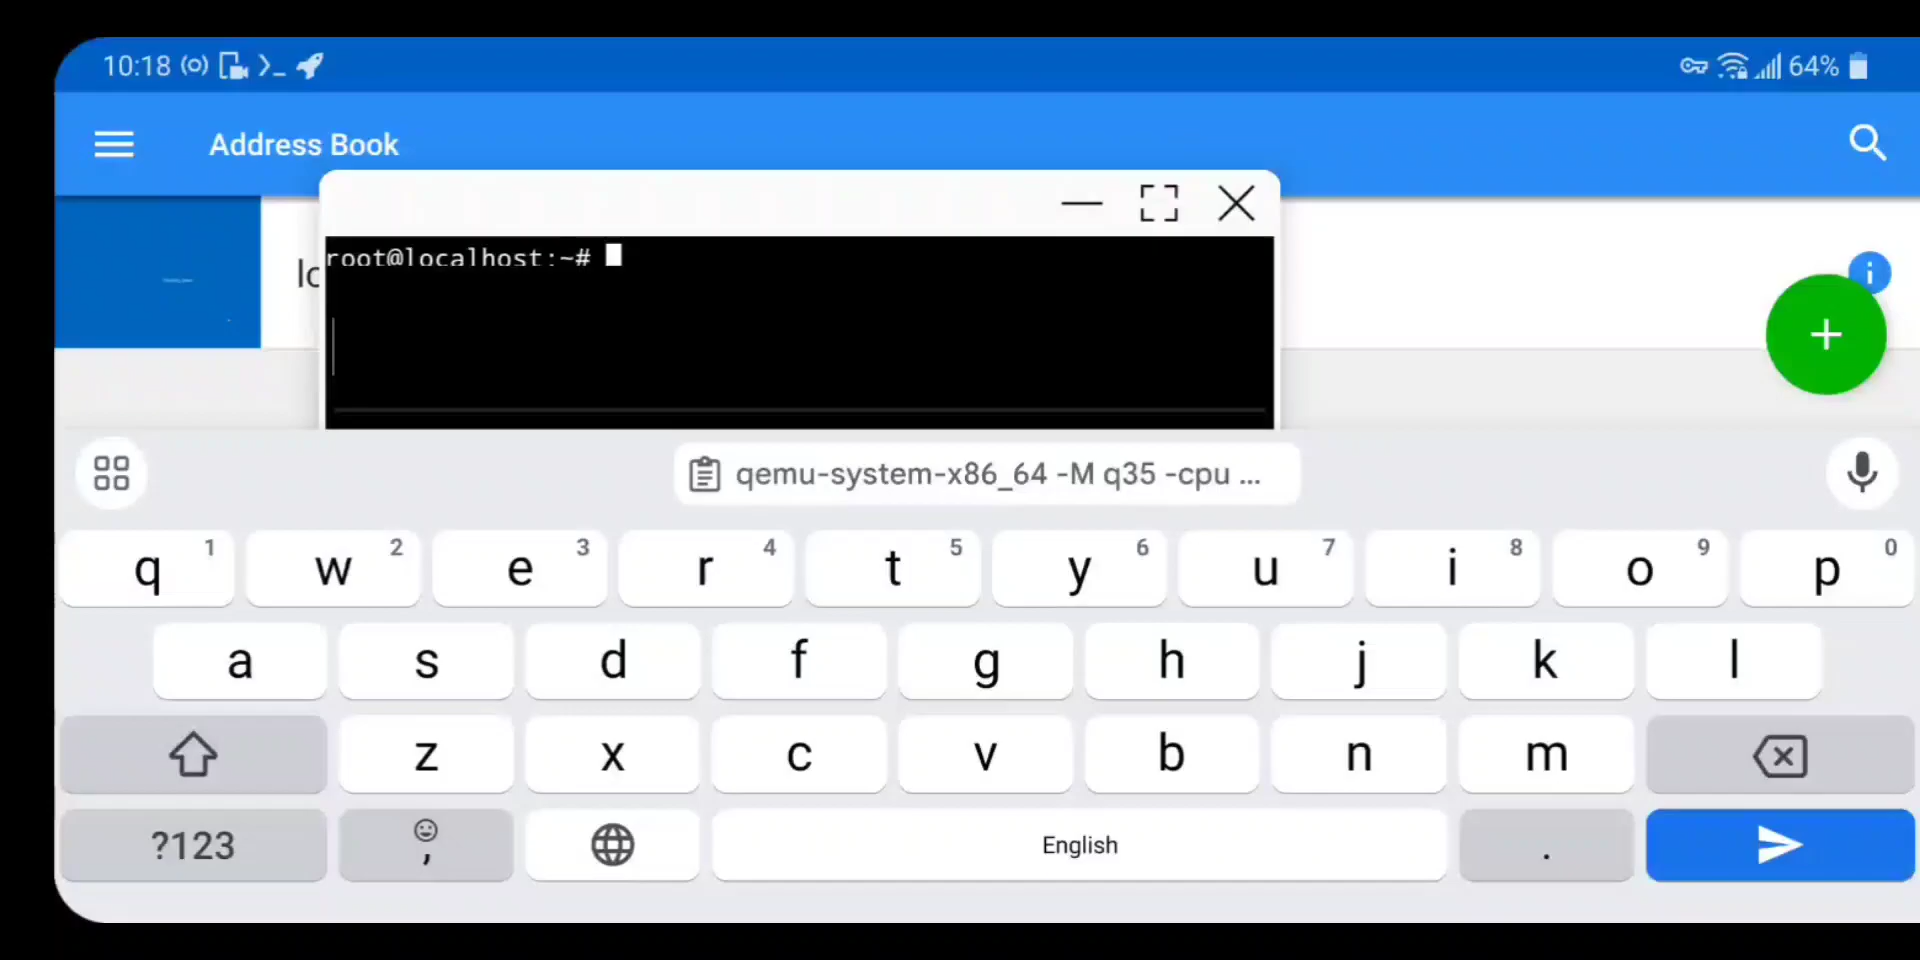 10:18 64%
Address Book
root@localhost:~#
lo
qemu-system-x86_64 -M q35 -cpu ...
q 1 w 2 e 3 r 4 t 5 y 6 u 7 i 8 o 9 p 0
a s d f g h j k l
z x c v b n m
?123 , English .